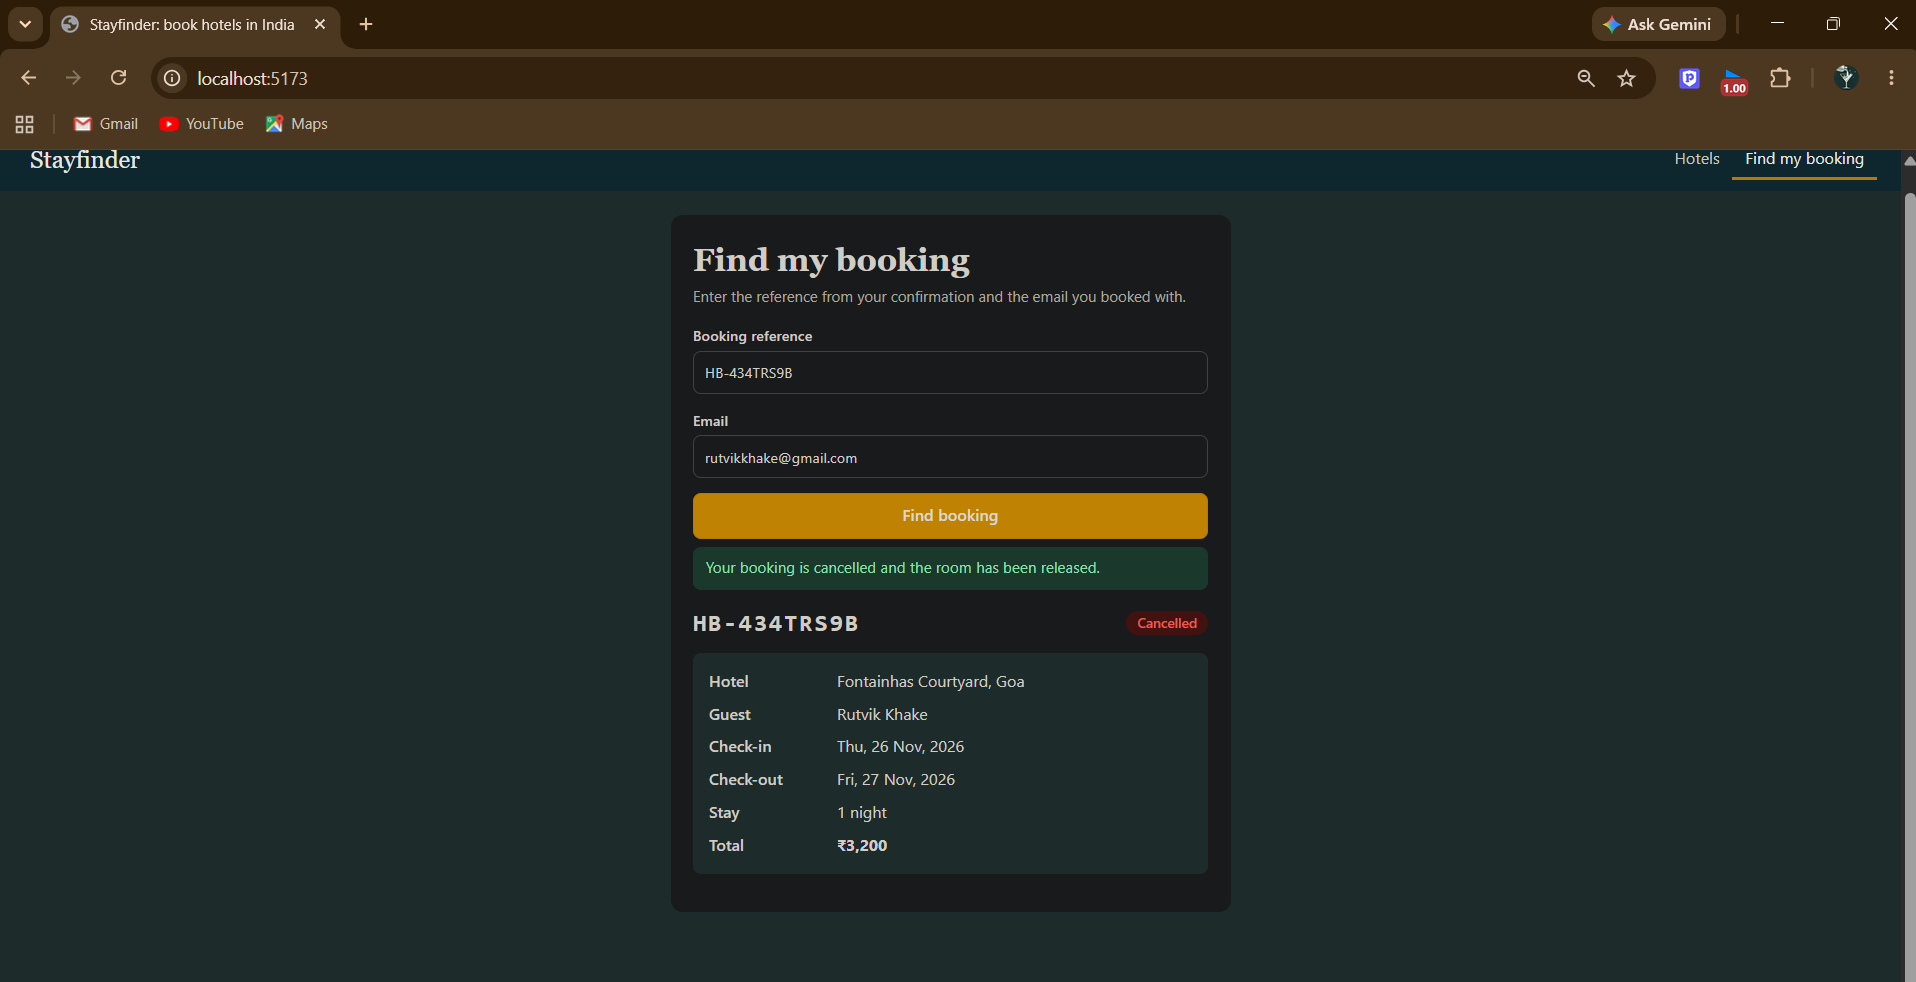 Stayfinder: book hotels in India
Ask Gemini
localhost:5173
1.00
Gmail
YouTube
Maps
Stayfinder
Hotels
Find my booking
Find my booking
Enter the reference from your confirmation and the email you booked with.
Booking reference
HB-434TRS9B
Email
rutvikkhake@gmail.com
Find booking
Your booking is cancelled and the room has been released.
HB-434TRS9B
Cancelled
Hotel Fontainhas Courtyard, Goa
Guest Rutvik Khake
Check-in Thu, 26 Nov, 2026
Check-out Fri, 27 Nov, 2026
Stay 1 night
Total ₹3,200